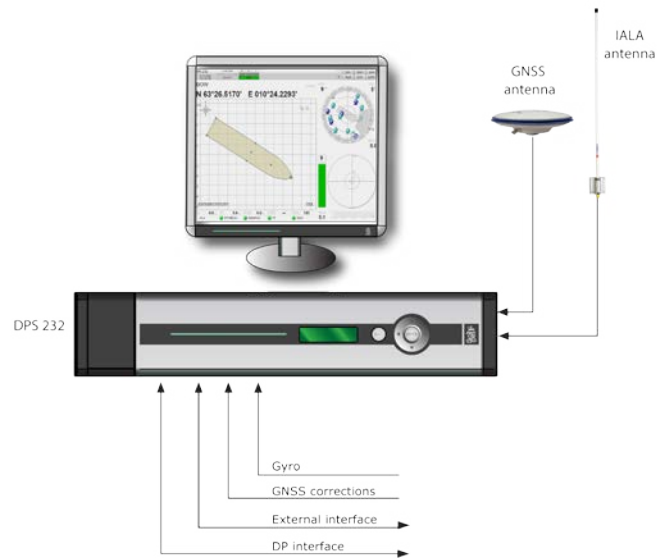 IALA
antenna
GNSS
antenna
N 63°26.5170' E 010°24.2293'
DPS 232
Gyro
GNSS corrections
External interface
DP interface